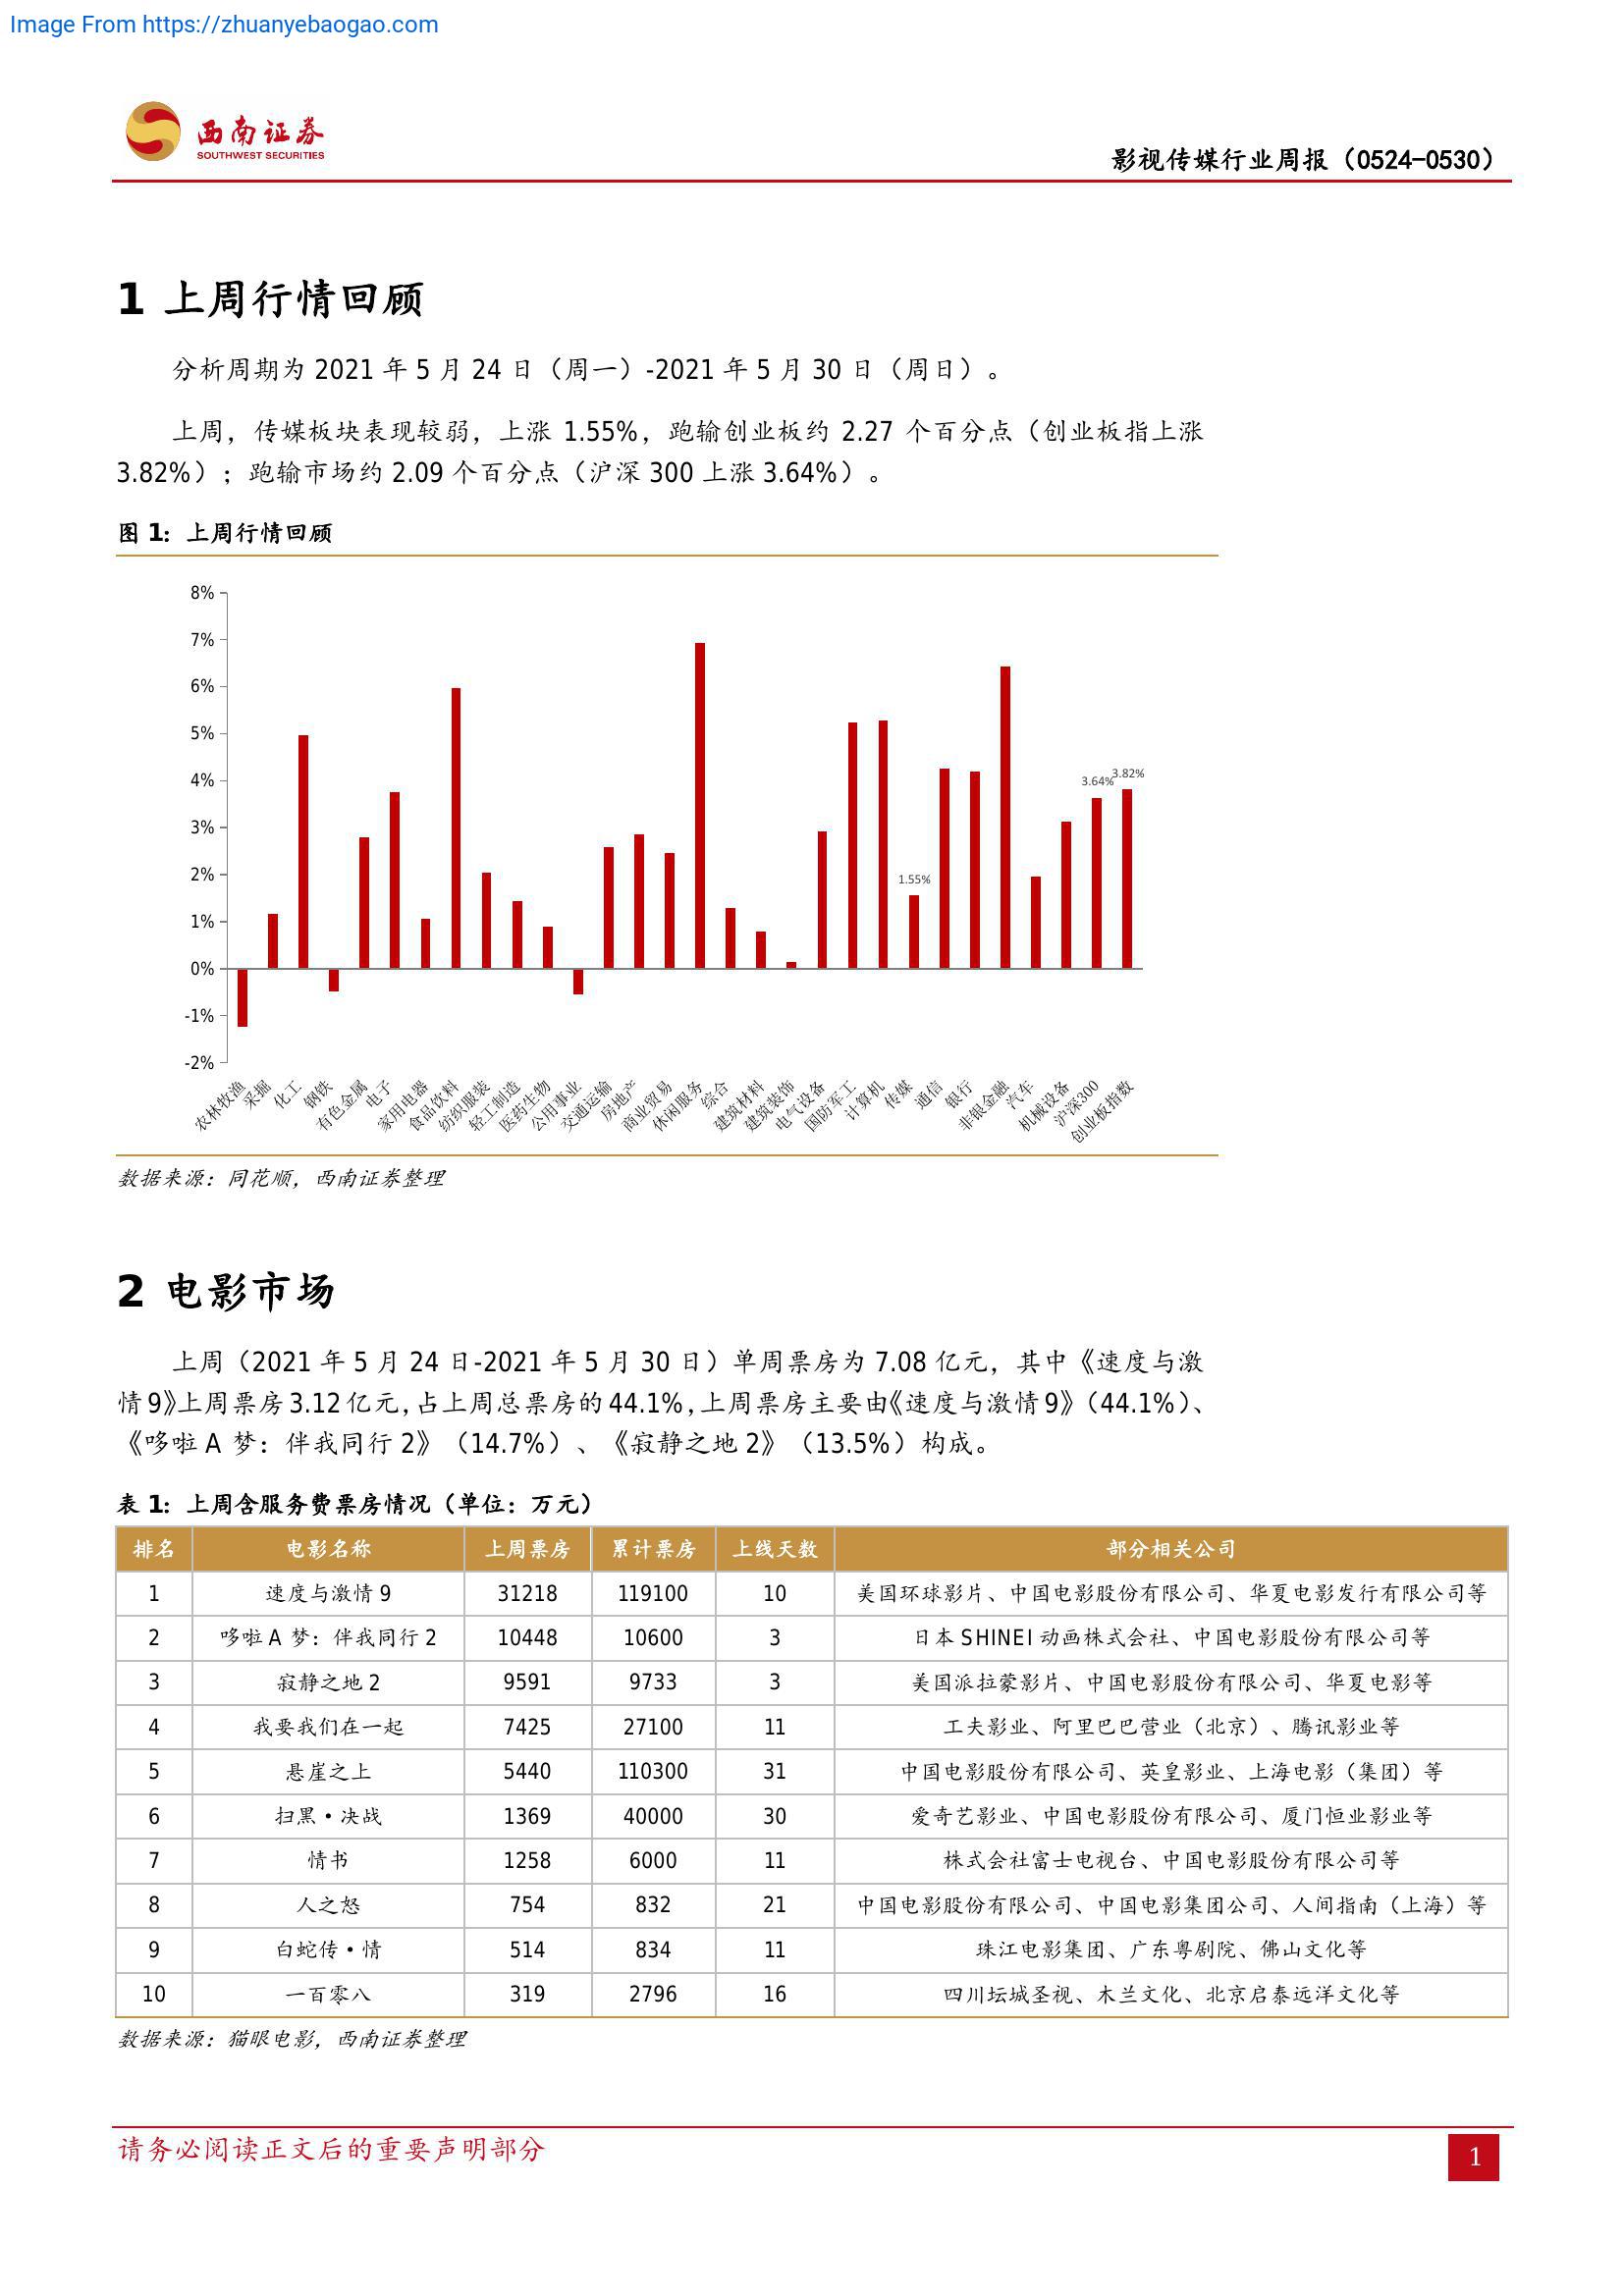 Image From https://zhuanyebaogao.com
西南证券
SOUTHWEST SECURITIES
影视传媒行业周报（0524-0530）
1 上周行情回顾
分析周期为 2021 年 5 月 24 日（周一）-2021 年 5 月 30 日（周日）。
上周，传媒板块表现较弱，上涨 1.55%，跑输创业板约 2.27 个百分点（创业板指上涨
3.82%）；跑输市场约 2.09 个百分点（沪深 300 上涨 3.64%）。
图 1：上周行情回顾
8%
7%
6%
5%
4%
3%
2%
1%
0%
-1%
-2%
1.55%
3.64%
3.82%
农林牧渔
采掘
化工
钢铁
有色金属
电子
家用电器
食品饮料
纺织服装
轻工制造
医药生物
公用事业
交通运输
房地产
商业贸易
休闲服务
综合
建筑材料
建筑装饰
电气设备
国防军工
计算机
传媒
通信
银行
非银金融
汽车
机械设备
沪深300
创业板指数
数据来源：同花顺，西南证券整理
2 电影市场
上周（2021 年 5 月 24 日-2021 年 5 月 30 日）单周票房为 7.08 亿元，其中《速度与激
情 9》上周票房 3.12 亿元，占上周总票房的 44.1%，上周票房主要由《速度与激情 9》（44.1%）、
《哆啦 A 梦：伴我同行 2》（14.7%）、《寂静之地 2》（13.5%）构成。
表 1：上周含服务费票房情况（单位：万元）
排名 电影名称 上周票房 累计票房 上线天数 部分相关公司
1 速度与激情 9 31218 119100 10 美国环球影片、中国电影股份有限公司、华夏电影发行有限公司等
2 哆啦 A 梦：伴我同行 2 10448 10600 3 日本 SHINEI 动画株式会社、中国电影股份有限公司等
3 寂静之地 2 9591 9733 3 美国派拉蒙影片、中国电影股份有限公司、华夏电影等
4 我要我们在一起 7425 27100 11 工夫影业、阿里巴巴营业（北京）、腾讯影业等
5 悬崖之上 5440 110300 31 中国电影股份有限公司、英皇影业、上海电影（集团）等
6 扫黑·决战 1369 40000 30 爱奇艺影业、中国电影股份有限公司、厦门恒业影业等
7 情书 1258 6000 11 株式会社富士电视台、中国电影股份有限公司等
8 人之怒 754 832 21 中国电影股份有限公司、中国电影集团公司、人间指南（上海）等
9 白蛇传·情 514 834 11 珠江电影集团、广东粤剧院、佛山文化等
10 一百零八 319 2796 16 四川坛城圣视、木兰文化、北京启泰远洋文化等
数据来源：猫眼电影，西南证券整理
请务必阅读正文后的重要声明部分
1